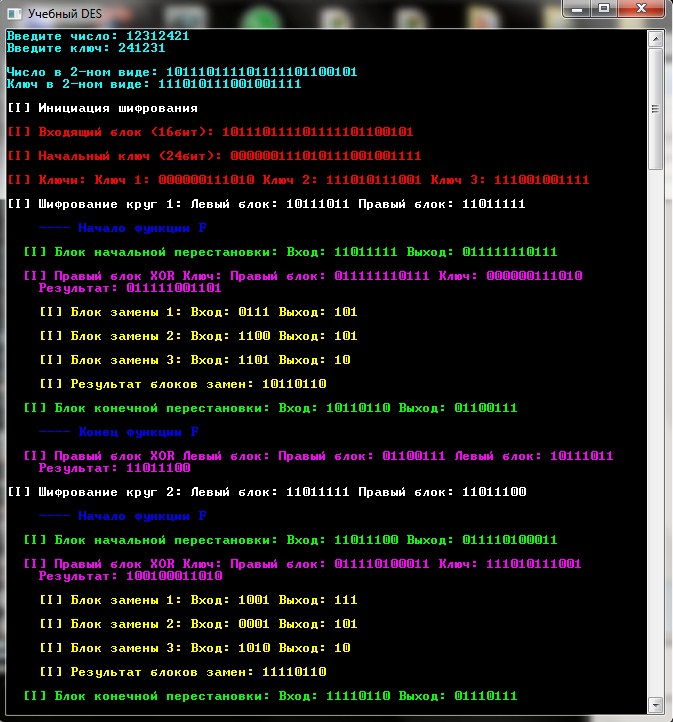 Учебный DES
Введите число: 12312421
Введите ключ: 241231
Число в 2-ном виде: 101110111101111101100101
Ключ в 2-ном виде: 111010111001001111
[I] Инициация шифрования
[I] Входящий блок (16бит): 101110111101111101100101
[I] Начальный ключ (24бит): 000000111010111001001111
[I] Ключи: Ключ 1: 000000111010 Ключ 2: 111010111001 Ключ 3: 111001001111
[I] Шифрование круг 1: Левый блок: 10111011 Правый блок: 11011111
---- Начало функции F
[I] Блок начальной перестановки: Вход: 11011111 Выход: 011111110111
[I] Правый блок XOR Ключ: Правый блок: 011111110111 Ключ: 000000111010
Результат: 011111001101
[I] Блок замены 1: Вход: 0111 Выход: 101
[I] Блок замены 2: Вход: 1100 Выход: 101
[I] Блок замены 3: Вход: 1101 Выход: 10
[I] Результат блоков замен: 10110110
[I] Блок конечной перестановки: Вход: 10110110 Выход: 01100111
---- Конец функции F
[I] Правый блок XOR Левый блок: Правый блок: 01100111 Левый блок: 10111011
Результат: 11011100
[I] Шифрование круг 2: Левый блок: 11011111 Правый блок: 11011100
---- Начало функции F
[I] Блок начальной перестановки: Вход: 11011100 Выход: 011110100011
[I] Правый блок XOR Ключ: Правый блок: 011110100011 Ключ: 111010111001
Результат: 100100011010
[I] Блок замены 1: Вход: 1001 Выход: 111
[I] Блок замены 2: Вход: 0001 Выход: 101
[I] Блок замены 3: Вход: 1010 Выход: 10
[I] Результат блоков замен: 11110110
[I] Блок конечной перестановки: Вход: 11110110 Выход: 01110111